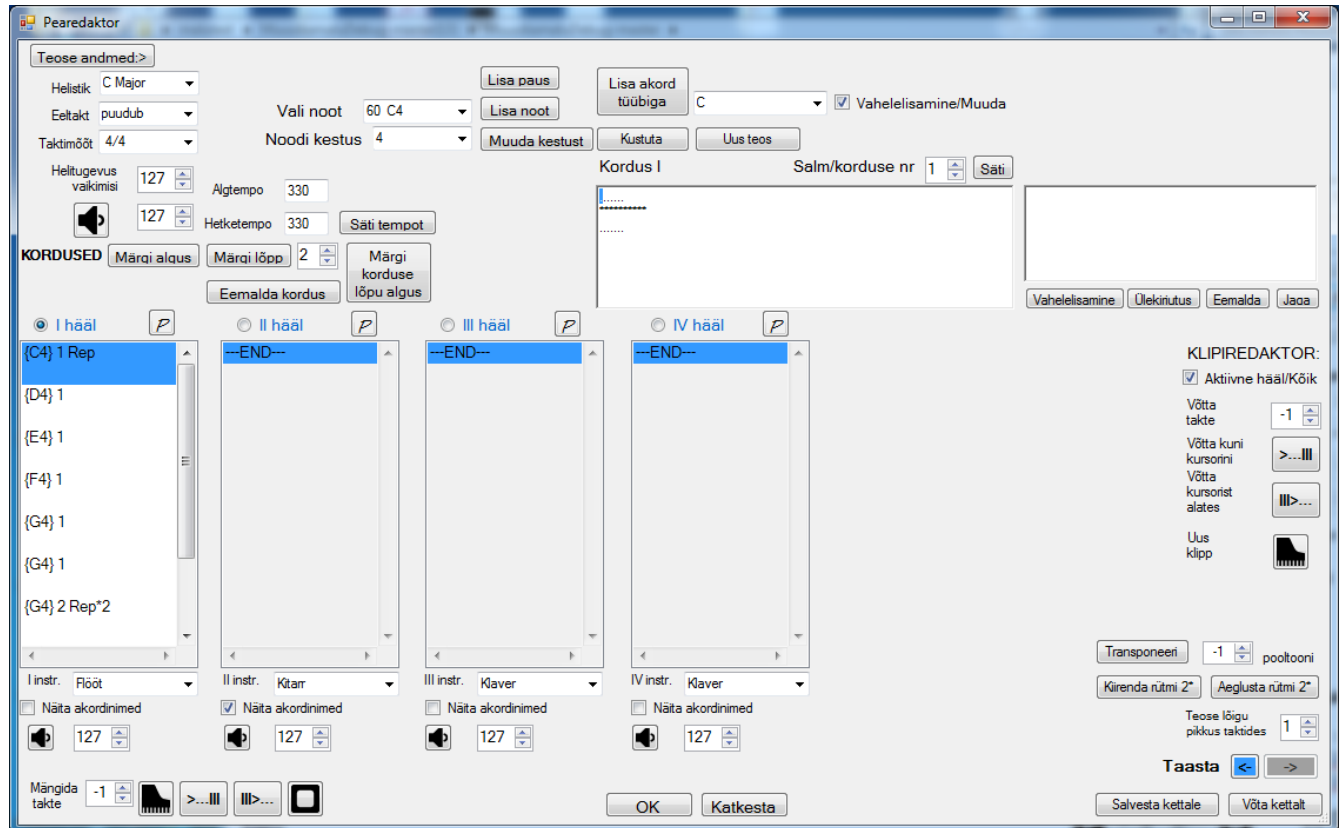 Pearedaktor
Teose andmed:>
Helistik C Major
Eeltakt puudub
Taktimõõt 4/4
Vali noot 60 C4
Noodi kestus 4
Lisa paus
Lisa noot
Muuda kestust
Lisa akord
tüübiga
C
Vahelelisamine/Muuda
Kustuta
Uus teos
Helitugevus
vaikimisi
127
127
Algtempo 330
Hetketempo 330
Säti tempot
Kordus I
Salm/korduse nr 1
Säti
.......
**********
.......
KORDUSED Märgi algus Märgi lõpp 2
Märgi
korduse
lõpu algus
Eemalda kordus
Vahelelisamine Ülekirjutus Eemalda Jaga
I hääl P
II hääl P
III hääl P
IV hääl P
{C4} 1 Rep
{D4} 1
{E4} 1
{F4} 1
{G4} 1
{G4} 1
{G4} 2 Rep*2
---END---
---END---
---END---
KLIPIREDAKTOR:
Aktiivne hääl/Kõik
Võtta
takte
-1
Võtta kuni
kursorini
>...III
Võtta
kursorist
alates
III>...
Uus
klipp
I instr. Flööt
II instr. Kitarr
III instr. Klaver
IV instr. Klaver
Näita akordinimed
Näita akordinimed
Näita akordinimed
Näita akordinimed
127
127
127
127
Transponeeri -1 pooltooni
Kiirenda rütmi 2* Aeglusta rütmi 2*
Teose lõigu
pikkus taktides
1
Taasta <- ->
Mängida
takte
-1
>...III
III>...
OK Katkesta
Salvesta kettale Võta kettalt